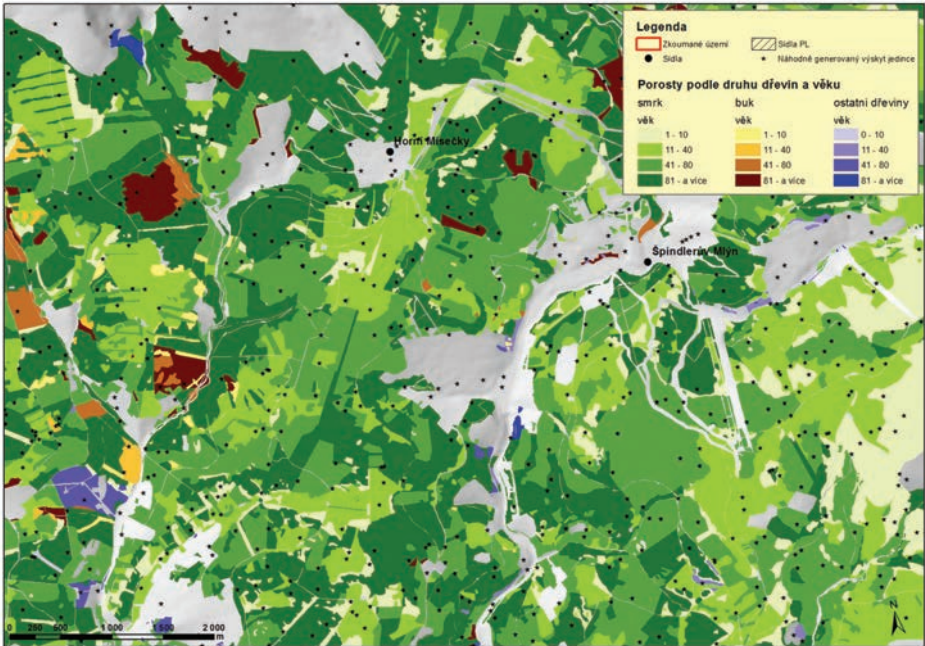 Legenda
Zkoumané území
Sídla PL
Sídla
Náhodně generovaný výskyt jedince
Porosty podle druhu dřevin a věku
smrk buk ostatní dřeviny
věk věk věk
1 - 10 1 - 10 0 - 10
11 - 40 11 - 40 11 - 40
41 - 80 41 - 80 41 - 80
81 - a více 81 - a více 81 - a více
Horní Mísečky
Špindlerův Mlýn
N
0 250 500 1 000 1 500 2 000
m